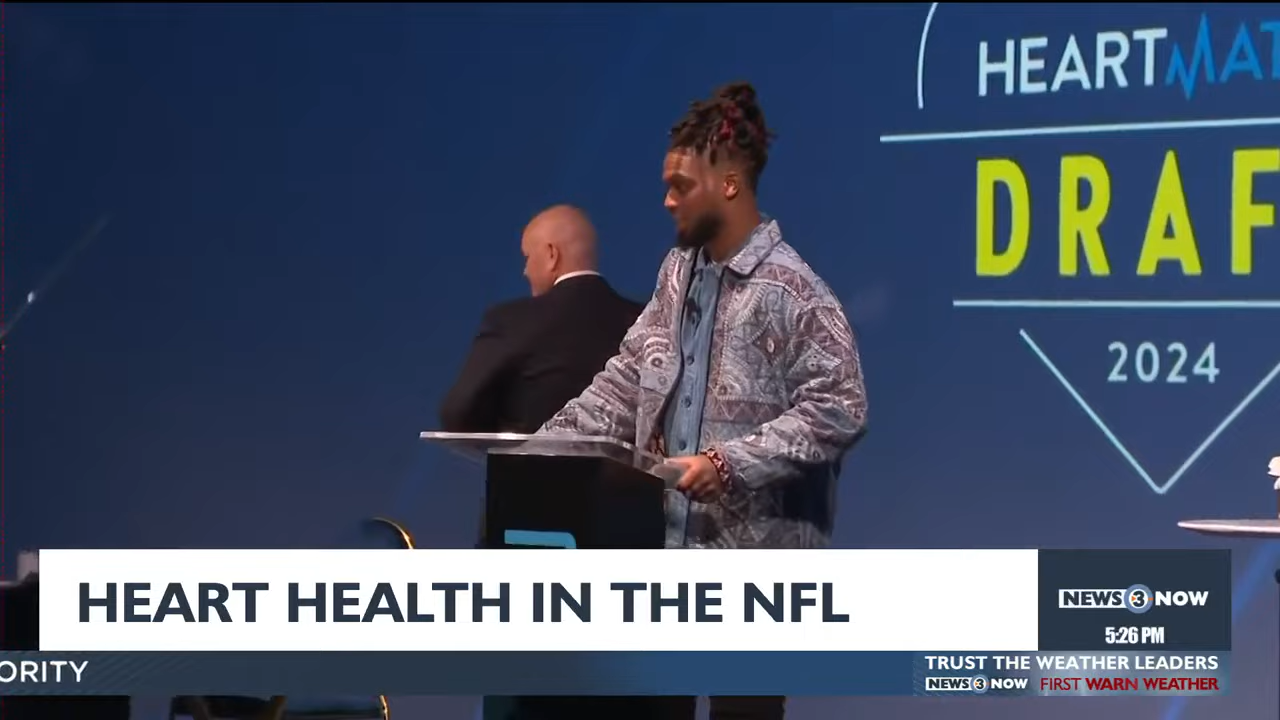 HEARTMAT
DRAF
2024
HEART HEALTH IN THE NFL
NEWS 3 NOW
5:26 PM
ORITY
TRUST THE WEATHER LEADERS
NEWS 3 NOW FIRST WARN WEATHER